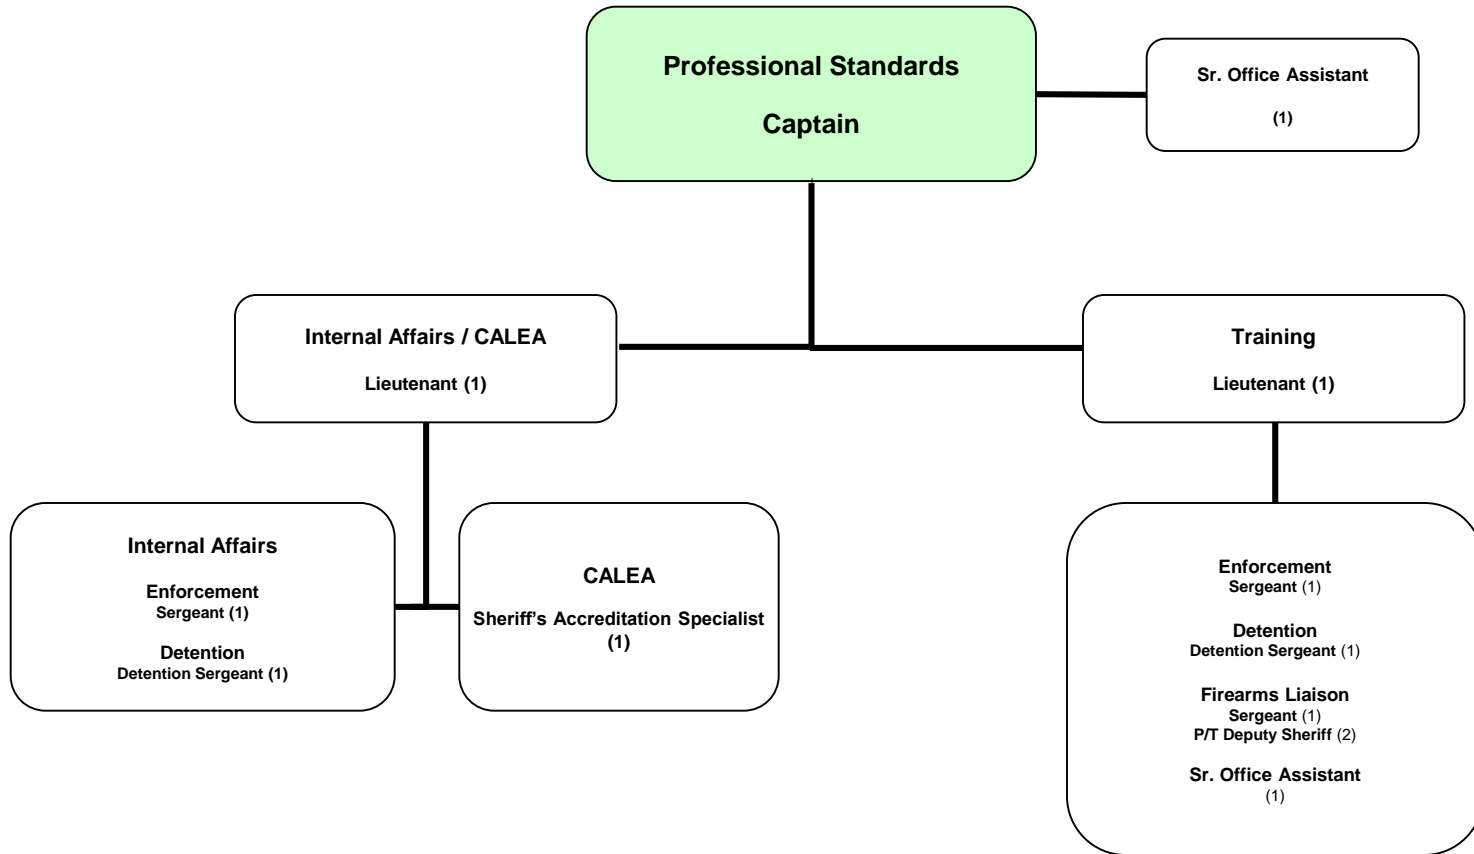 Professional Standards
Captain
Sr. Office Assistant
(1)
Internal Affairs / CALEA
Lieutenant (1)
Training
Lieutenant (1)
Internal Affairs
Enforcement
Sergeant (1)
Detention
Detention Sergeant (1)
CALEA
Sheriff’s Accreditation Specialist
(1)
Enforcement
Sergeant (1)
Detention
Detention Sergeant (1)
Firearms Liaison
Sergeant (1)
P/T Deputy Sheriff (2)
Sr. Office Assistant
(1)